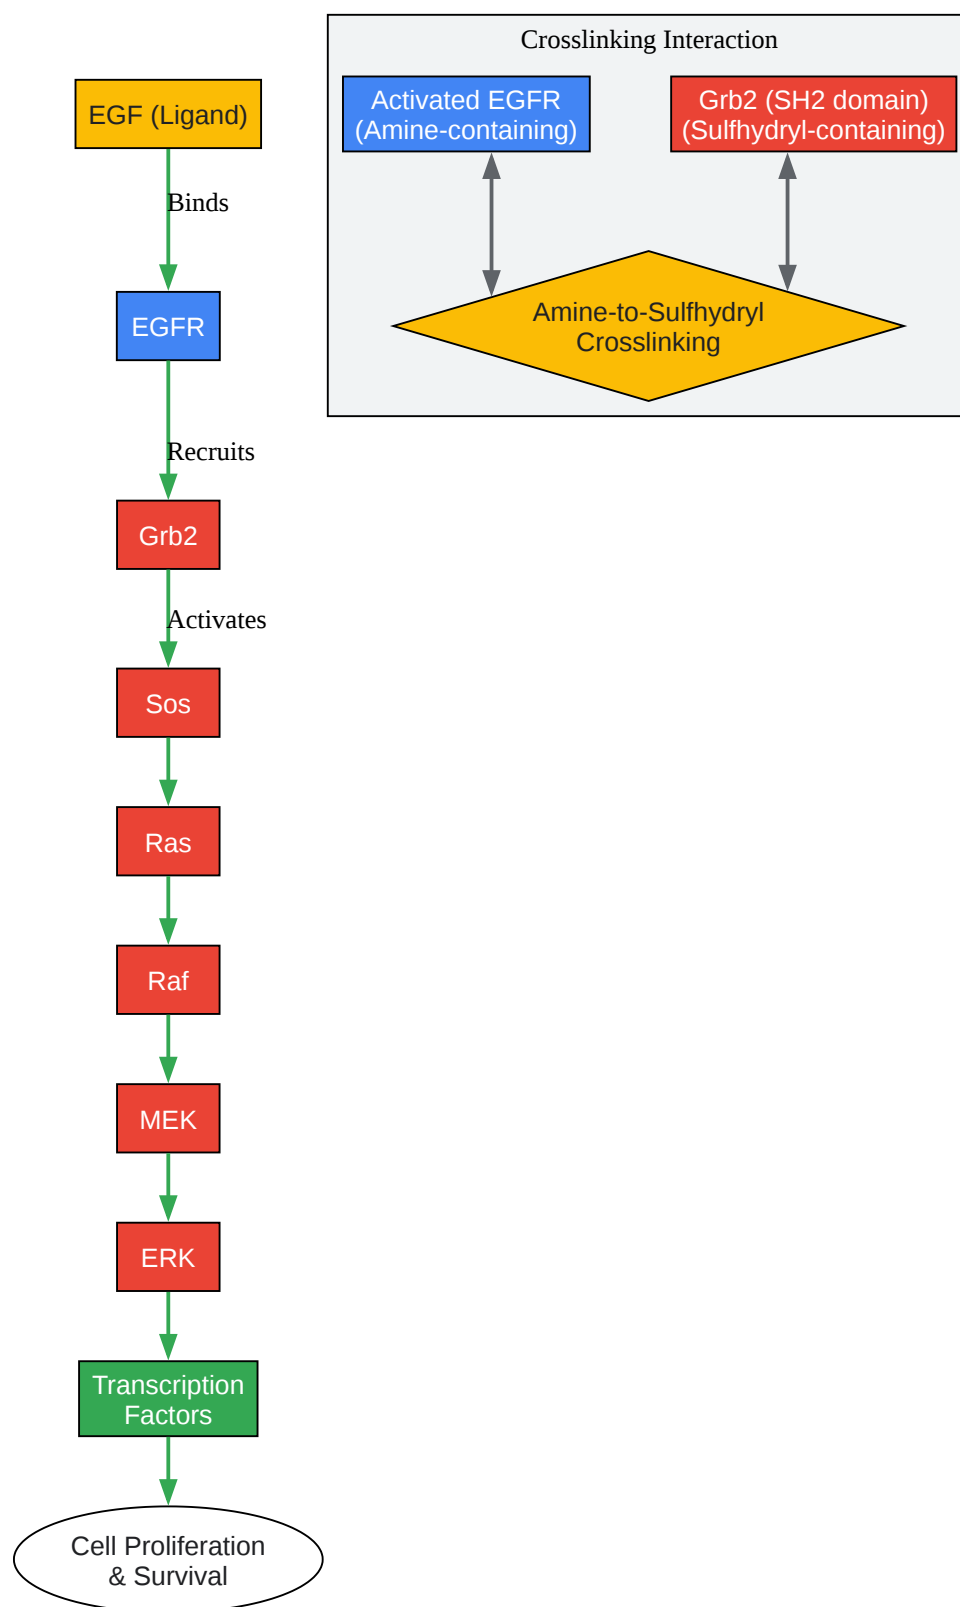 Crosslinking Interaction
Activated EGFR
(Amine-containing)
Grb2 (SH2 domain)
(Sulfhydryl-containing)
Amine-to-Sulfhydryl
Crosslinking
EGF (Ligand)
Binds
EGFR
Recruits
Grb2
Activates
Sos
Ras
Raf
MEK
ERK
Transcription
Factors
Cell Proliferation
& Survival